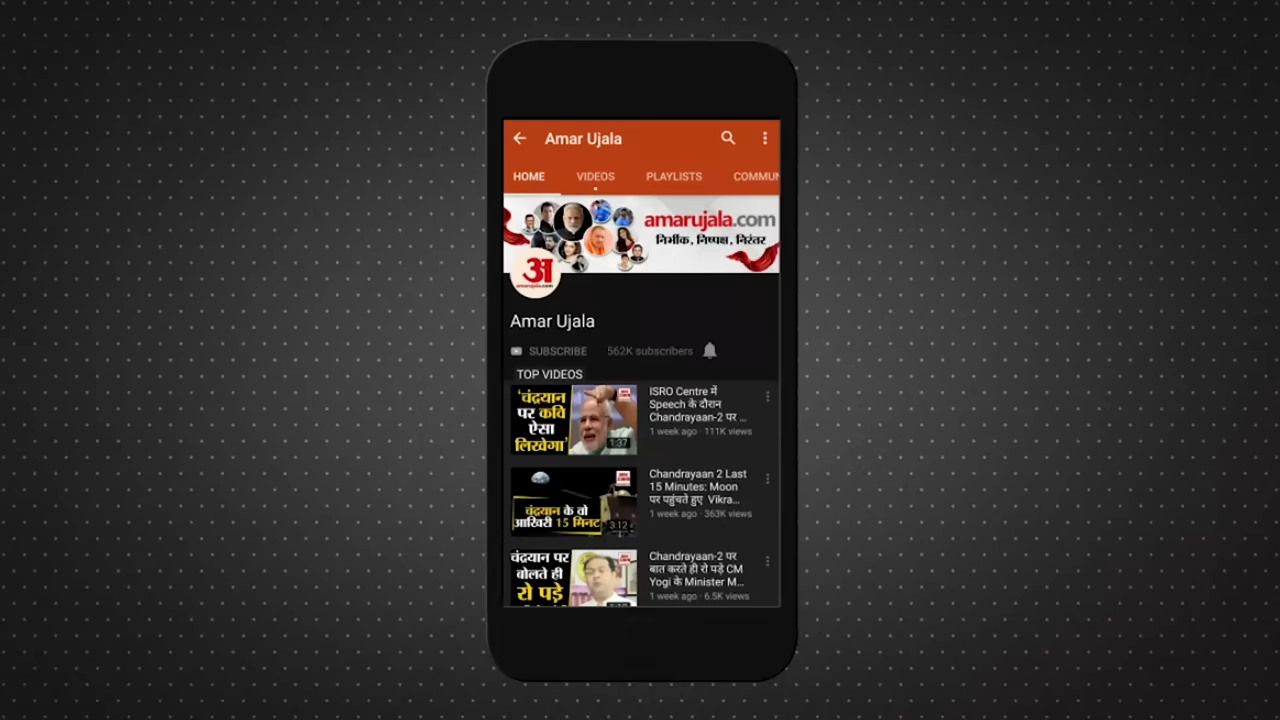 Amar Ujala
HOME VIDEOS PLAYLISTS COMMUN
amarujala.com
निर्भीक, निष्पक्ष, निरंतर
अ
amarujala.com
Amar Ujala
SUBSCRIBE 562K subscribers
TOP VIDEOS
'चंद्रयान
पर कवि
ऐसा
लिखेगा'
1:37
ISRO Centre में
Speech के दौरान
Chandrayaan-2 पर ...
1 week ago · 111K views
चंद्रयान के वो
आखिरी 15 मिनट
3:12
Chandrayaan 2 Last
15 Minutes: Moon
पर पहुंचते हुए Vikra...
1 week ago · 363K views
चंद्रयान पर
बोलते ही
रो पड़े
Chandrayaan-2 पर
बात करते ही रो पड़े CM
Yogi के Minister M...
1 week ago · 6.5K views